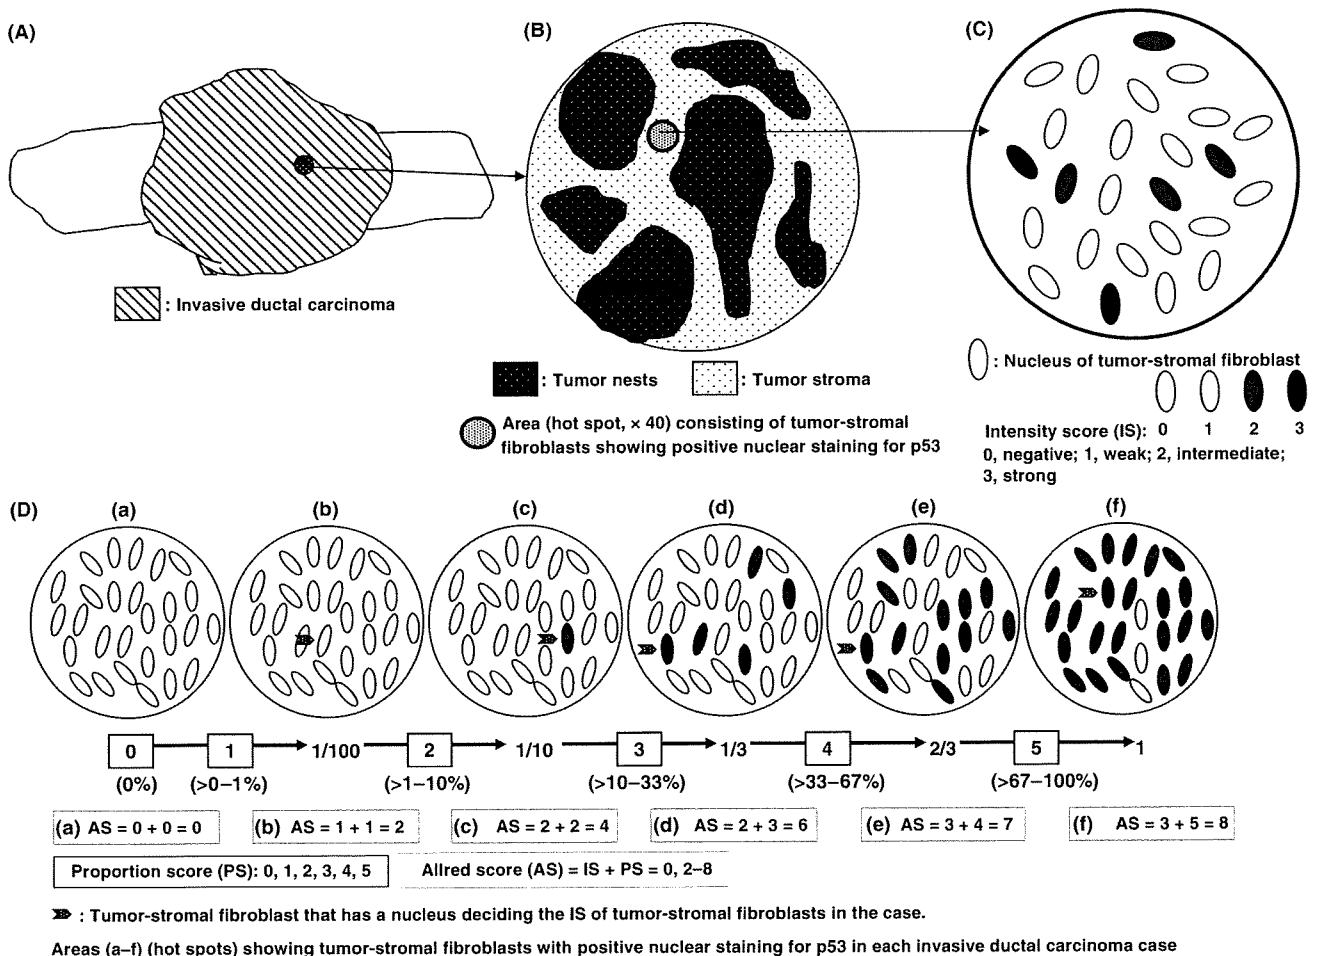 (A)
(B)
(C)
: Invasive ductal carcinoma
: Tumor nests
: Tumor stroma
Area (hot spot, × 40) consisting of tumor-stromal
fibroblasts showing positive nuclear staining for p53
: Nucleus of tumor-stromal fibroblast
Intensity score (IS): 0 1 2 3
0, negative; 1, weak; 2, intermediate;
3, strong
(D)
(a) (b) (c) (d) (e) (f)
0 1 1/100 2 1/10 3 1/3 4 2/3 5 1
(0%) (>0–1%) (>1–10%) (>10–33%) (>33–67%) (>67–100%)
(a) AS = 0 + 0 = 0
(b) AS = 1 + 1 = 2
(c) AS = 2 + 2 = 4
(d) AS = 2 + 3 = 6
(e) AS = 3 + 4 = 7
(f) AS = 3 + 5 = 8
Proportion score (PS): 0, 1, 2, 3, 4, 5
Allred score (AS) = IS + PS = 0, 2–8
: Tumor-stromal fibroblast that has a nucleus deciding the IS of tumor-stromal fibroblasts in the case.
Areas (a–f) (hot spots) showing tumor-stromal fibroblasts with positive nuclear staining for p53 in each invasive ductal carcinoma case